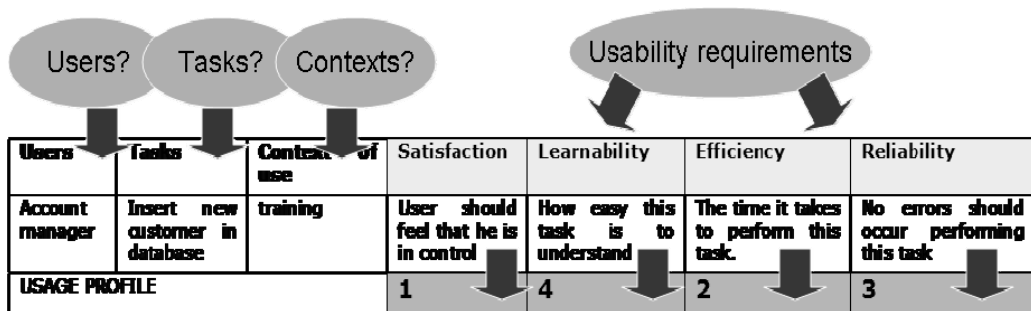 Users? Tasks? Contexts? Usability requirements
Users Tasks Context of use Satisfaction Learnability Efficiency Reliability
Account manager
Insert new customer in database
training
User should feel that he is in control
How easy this task is to understand
The time it takes to perform this task.
No errors should occur performing this task
USAGE PROFILE 1 4 2 3